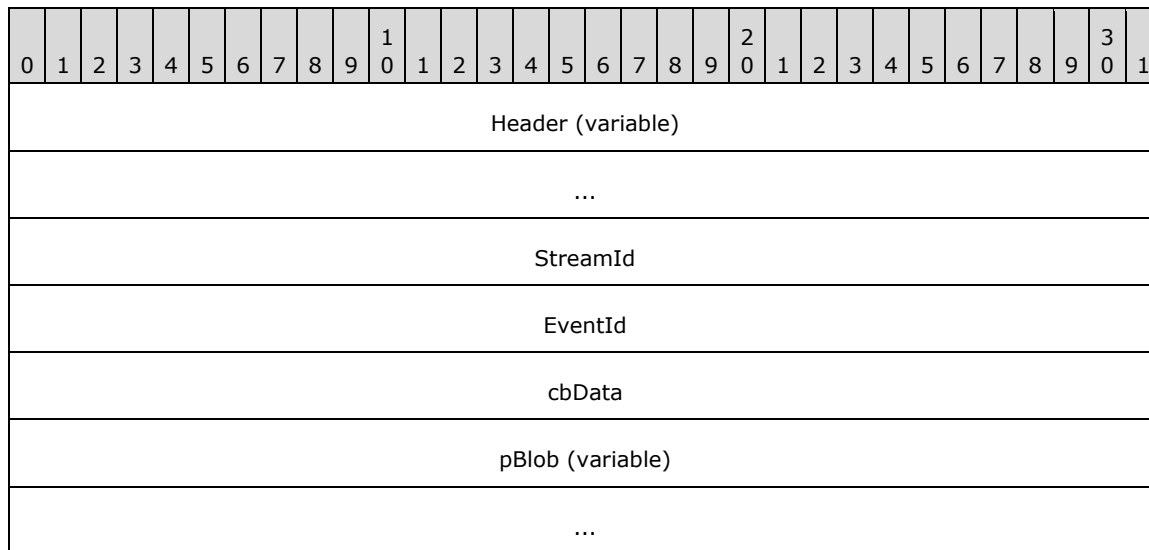 1 2 3
0 1 2 3 4 5 6 7 8 9 0 1 2 3 4 5 6 7 8 9 0 1 2 3 4 5 6 7 8 9 0 1
Header (variable)
...
StreamId
EventId
cbData
pBlob (variable)
...